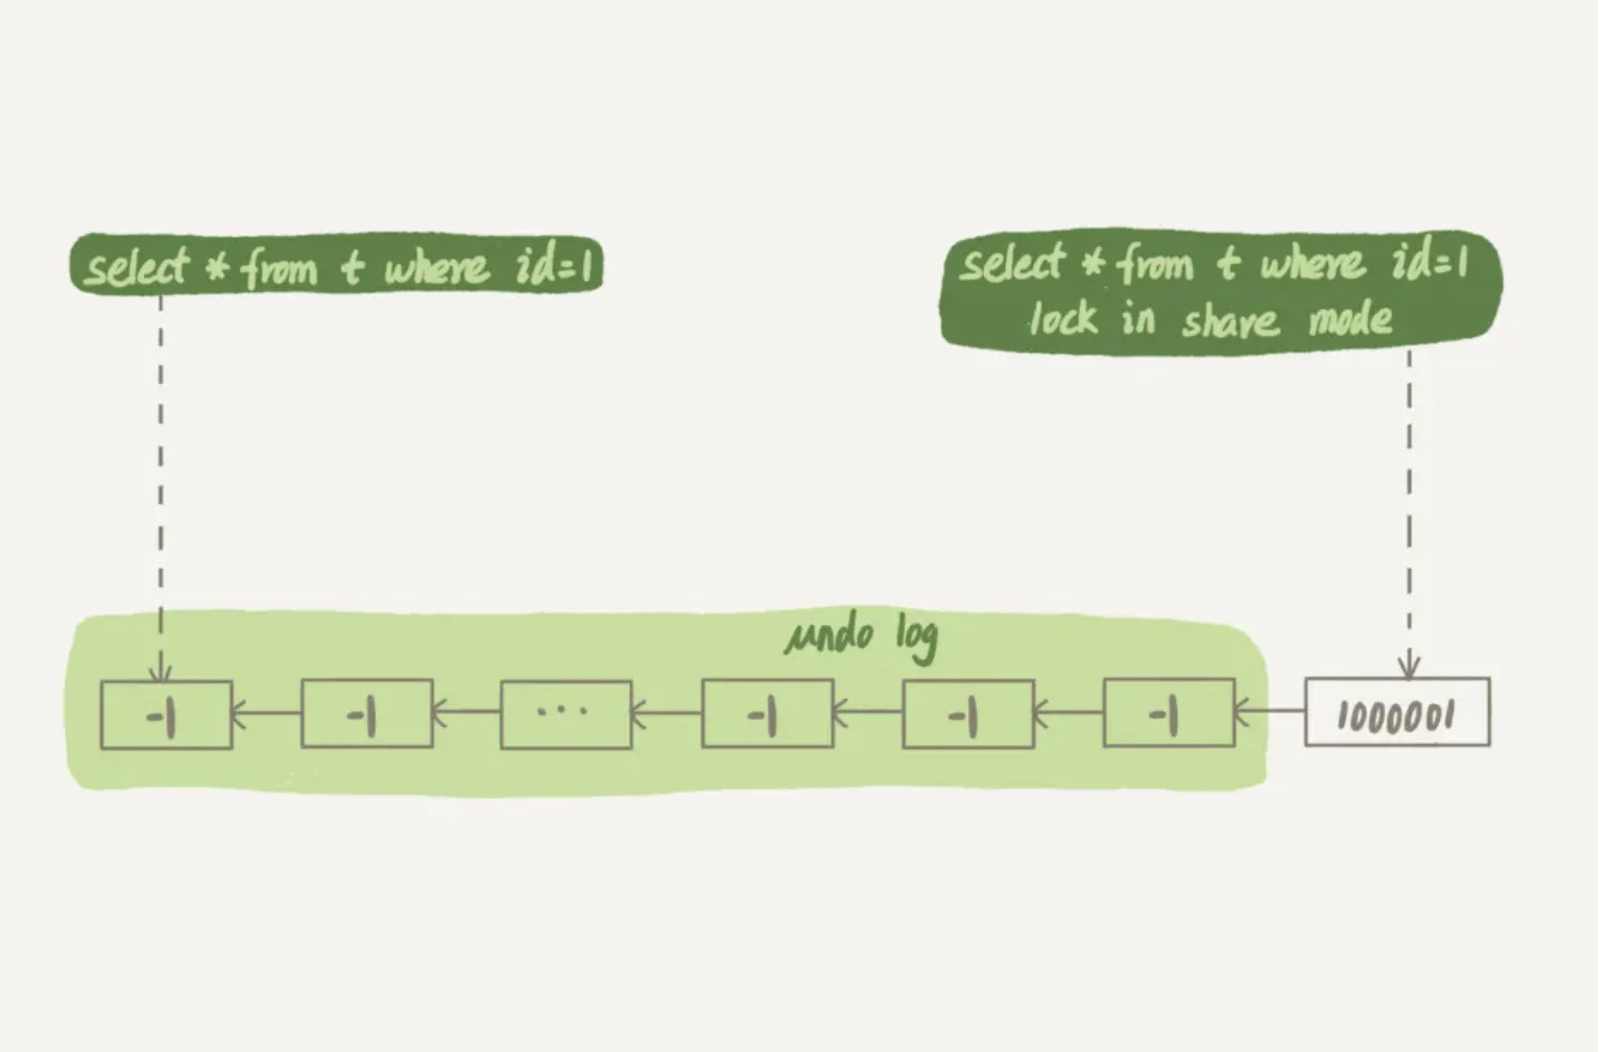 select * from t where id=1
select * from t where id=1
lock in share mode
undo log
-1
-1
...
-1
-1
-1
1000001